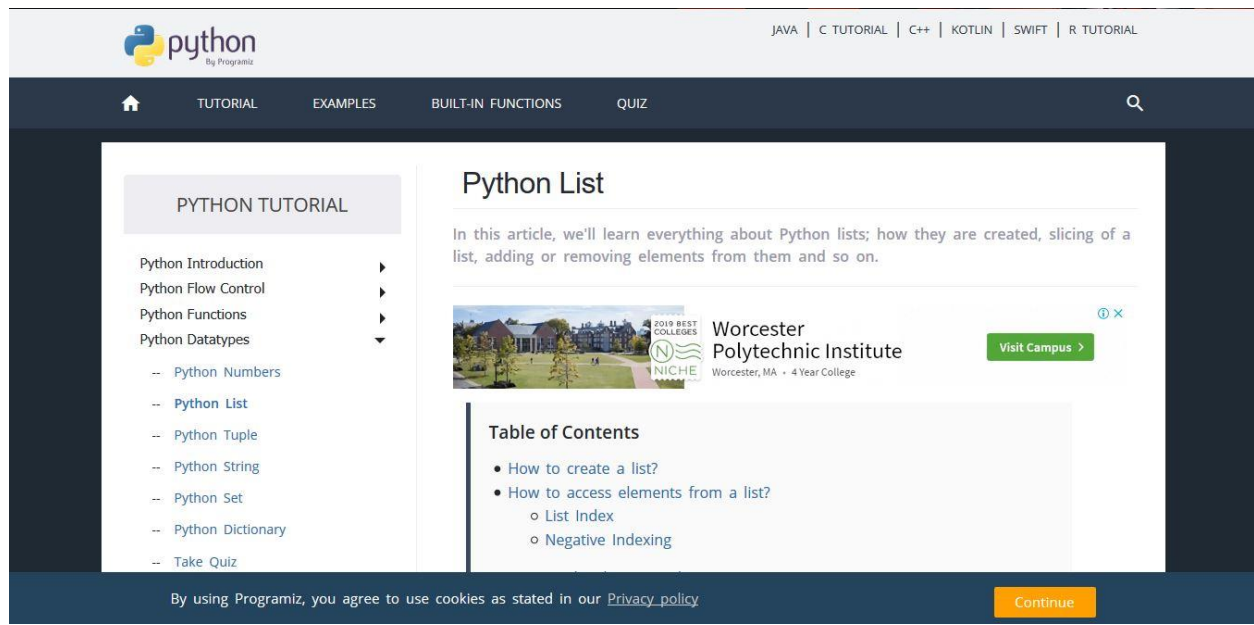 python
By Programiz
JAVA | C TUTORIAL | C++ | KOTLIN | SWIFT | R TUTORIAL
TUTORIAL EXAMPLES BUILT-IN FUNCTIONS QUIZ
PYTHON TUTORIAL
Python Introduction
Python Flow Control
Python Functions
Python Datatypes
-- Python Numbers
-- Python List
-- Python Tuple
-- Python String
-- Python Set
-- Python Dictionary
-- Take Quiz
Python List
In this article, we'll learn everything about Python lists; how they are created, slicing of a
list, adding or removing elements from them and so on.
2019 BEST
COLLEGES
N
NICHE
Worcester
Polytechnic Institute
Worcester, MA • 4 Year College
Visit Campus >
Table of Contents
• How to create a list?
• How to access elements from a list?
○ List Index
○ Negative Indexing
By using Programiz, you agree to use cookies as stated in our Privacy policy
Continue